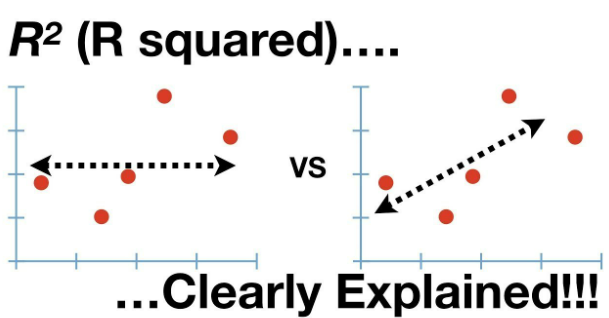 R² (R squared)....
vs
...Clearly Explained!!!